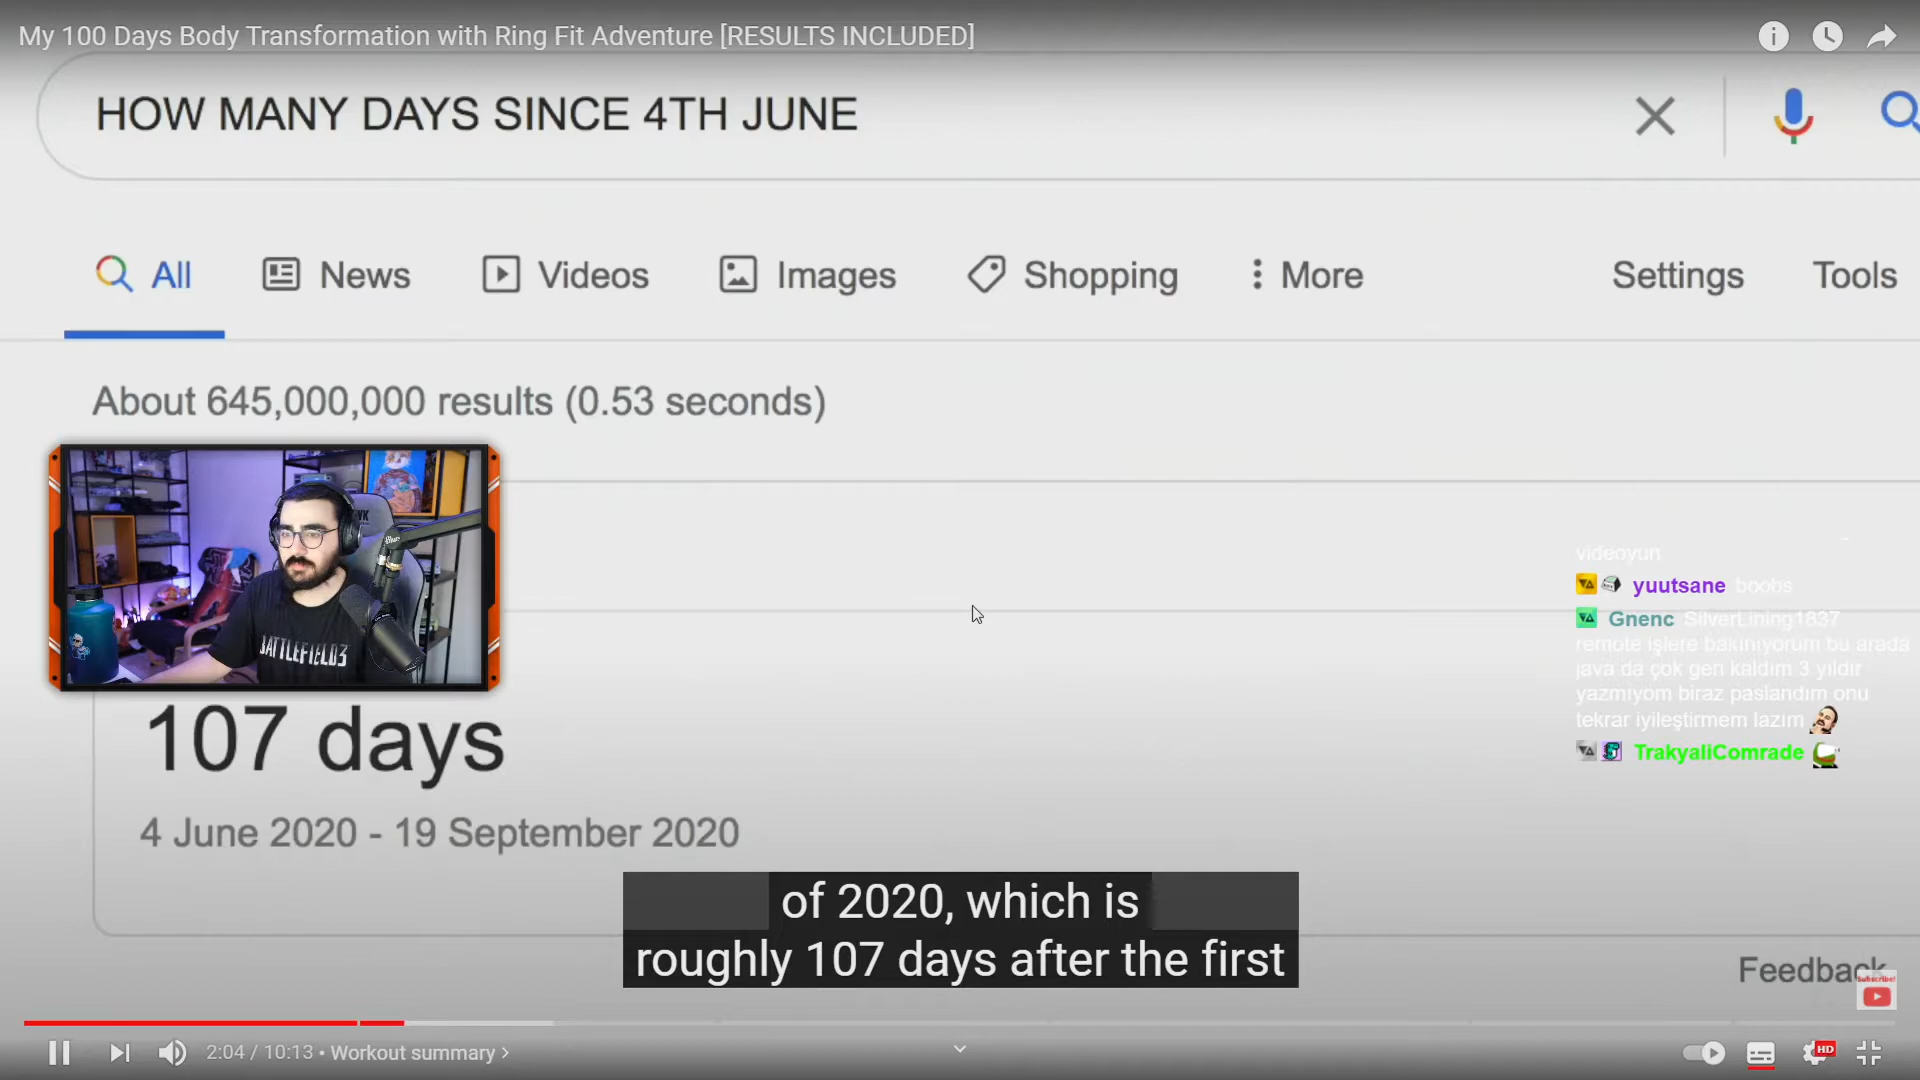 My 100 Days Body Transformation with Ring Fit Adventure [RESULTS INCLUDED]
HOW MANY DAYS SINCE 4TH JUNE
All News Videos Images Shopping More Settings Tools
About 645,000,000 results (0.53 seconds)
BATTLEFIELD3
videoyun
yuutsane boobs
Gnenc SilverLining1837
remote işlere bakınıyorum bu arada
java da çok geri kaldım 3 yıldır
yazmıyom biraz paslandım onu
tekrar iyileştirmem lazım
TrakyaliComrade
107 days
4 June 2020 - 19 September 2020
of 2020, which is
roughly 107 days after the first
Feedback
Subscribe!
2:04 / 10:13 • Workout summary
HD